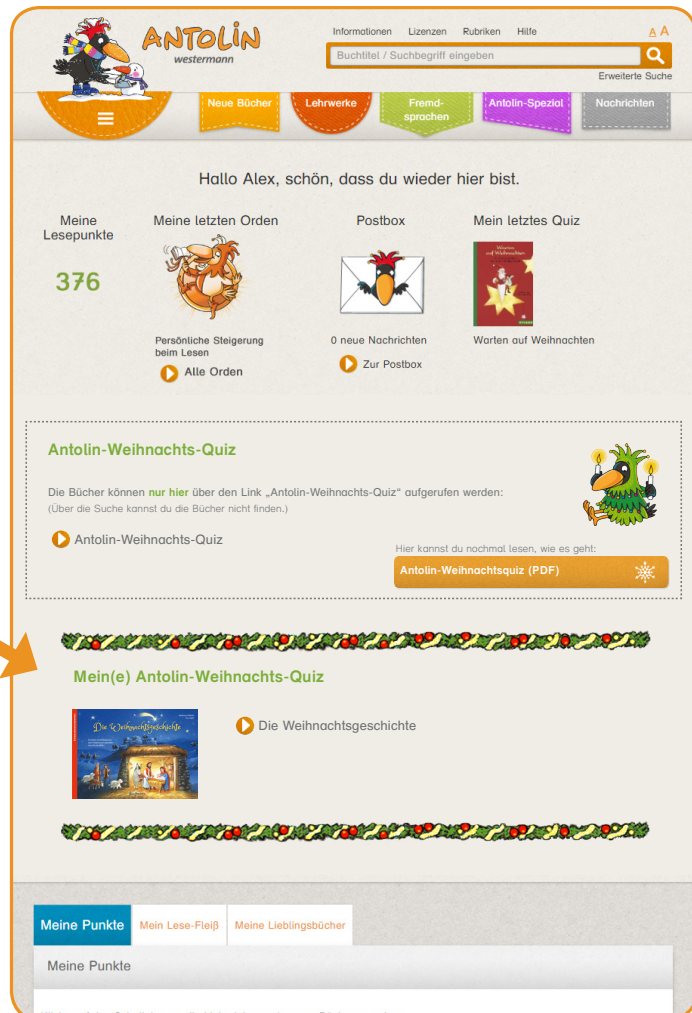 ANTOLIN
westermann
Informationen Lizenzen Rubriken Hilfe A A
Buchtitel / Suchbegriff eingeben
Erweiterte Suche
Neue Bücher
Lehrwerke
Fremd-
sprachen
Antolin-Spezial
Nachrichten
Hallo Alex, schön, dass du wieder hier bist.
Meine
Lesepunkte
376
Meine letzten Orden
Persönliche Steigerung
beim Lesen
Alle Orden
Postbox
0 neue Nachrichten
Zur Postbox
Mein letztes Quiz
Warten
auf Weihnachten
Warten auf Weihnachten
Antolin-Weihnachts-Quiz
Die Bücher können nur hier über den Link „Antolin-Weihnachts-Quiz“ aufgerufen werden:
(Über die Suche kannst du die Bücher nicht finden.)
Antolin-Weihnachts-Quiz
Hier kannst du nochmal lesen, wie es geht:
Antolin-Weihnachtsquiz (PDF)
Mein(e) Antolin-Weihnachts-Quiz
Die Weihnachtsgeschichte
Die Weihnachtsgeschichte
Meine Punkte
Mein Lese-Fleiß
Meine Lieblingsbücher
Meine Punkte